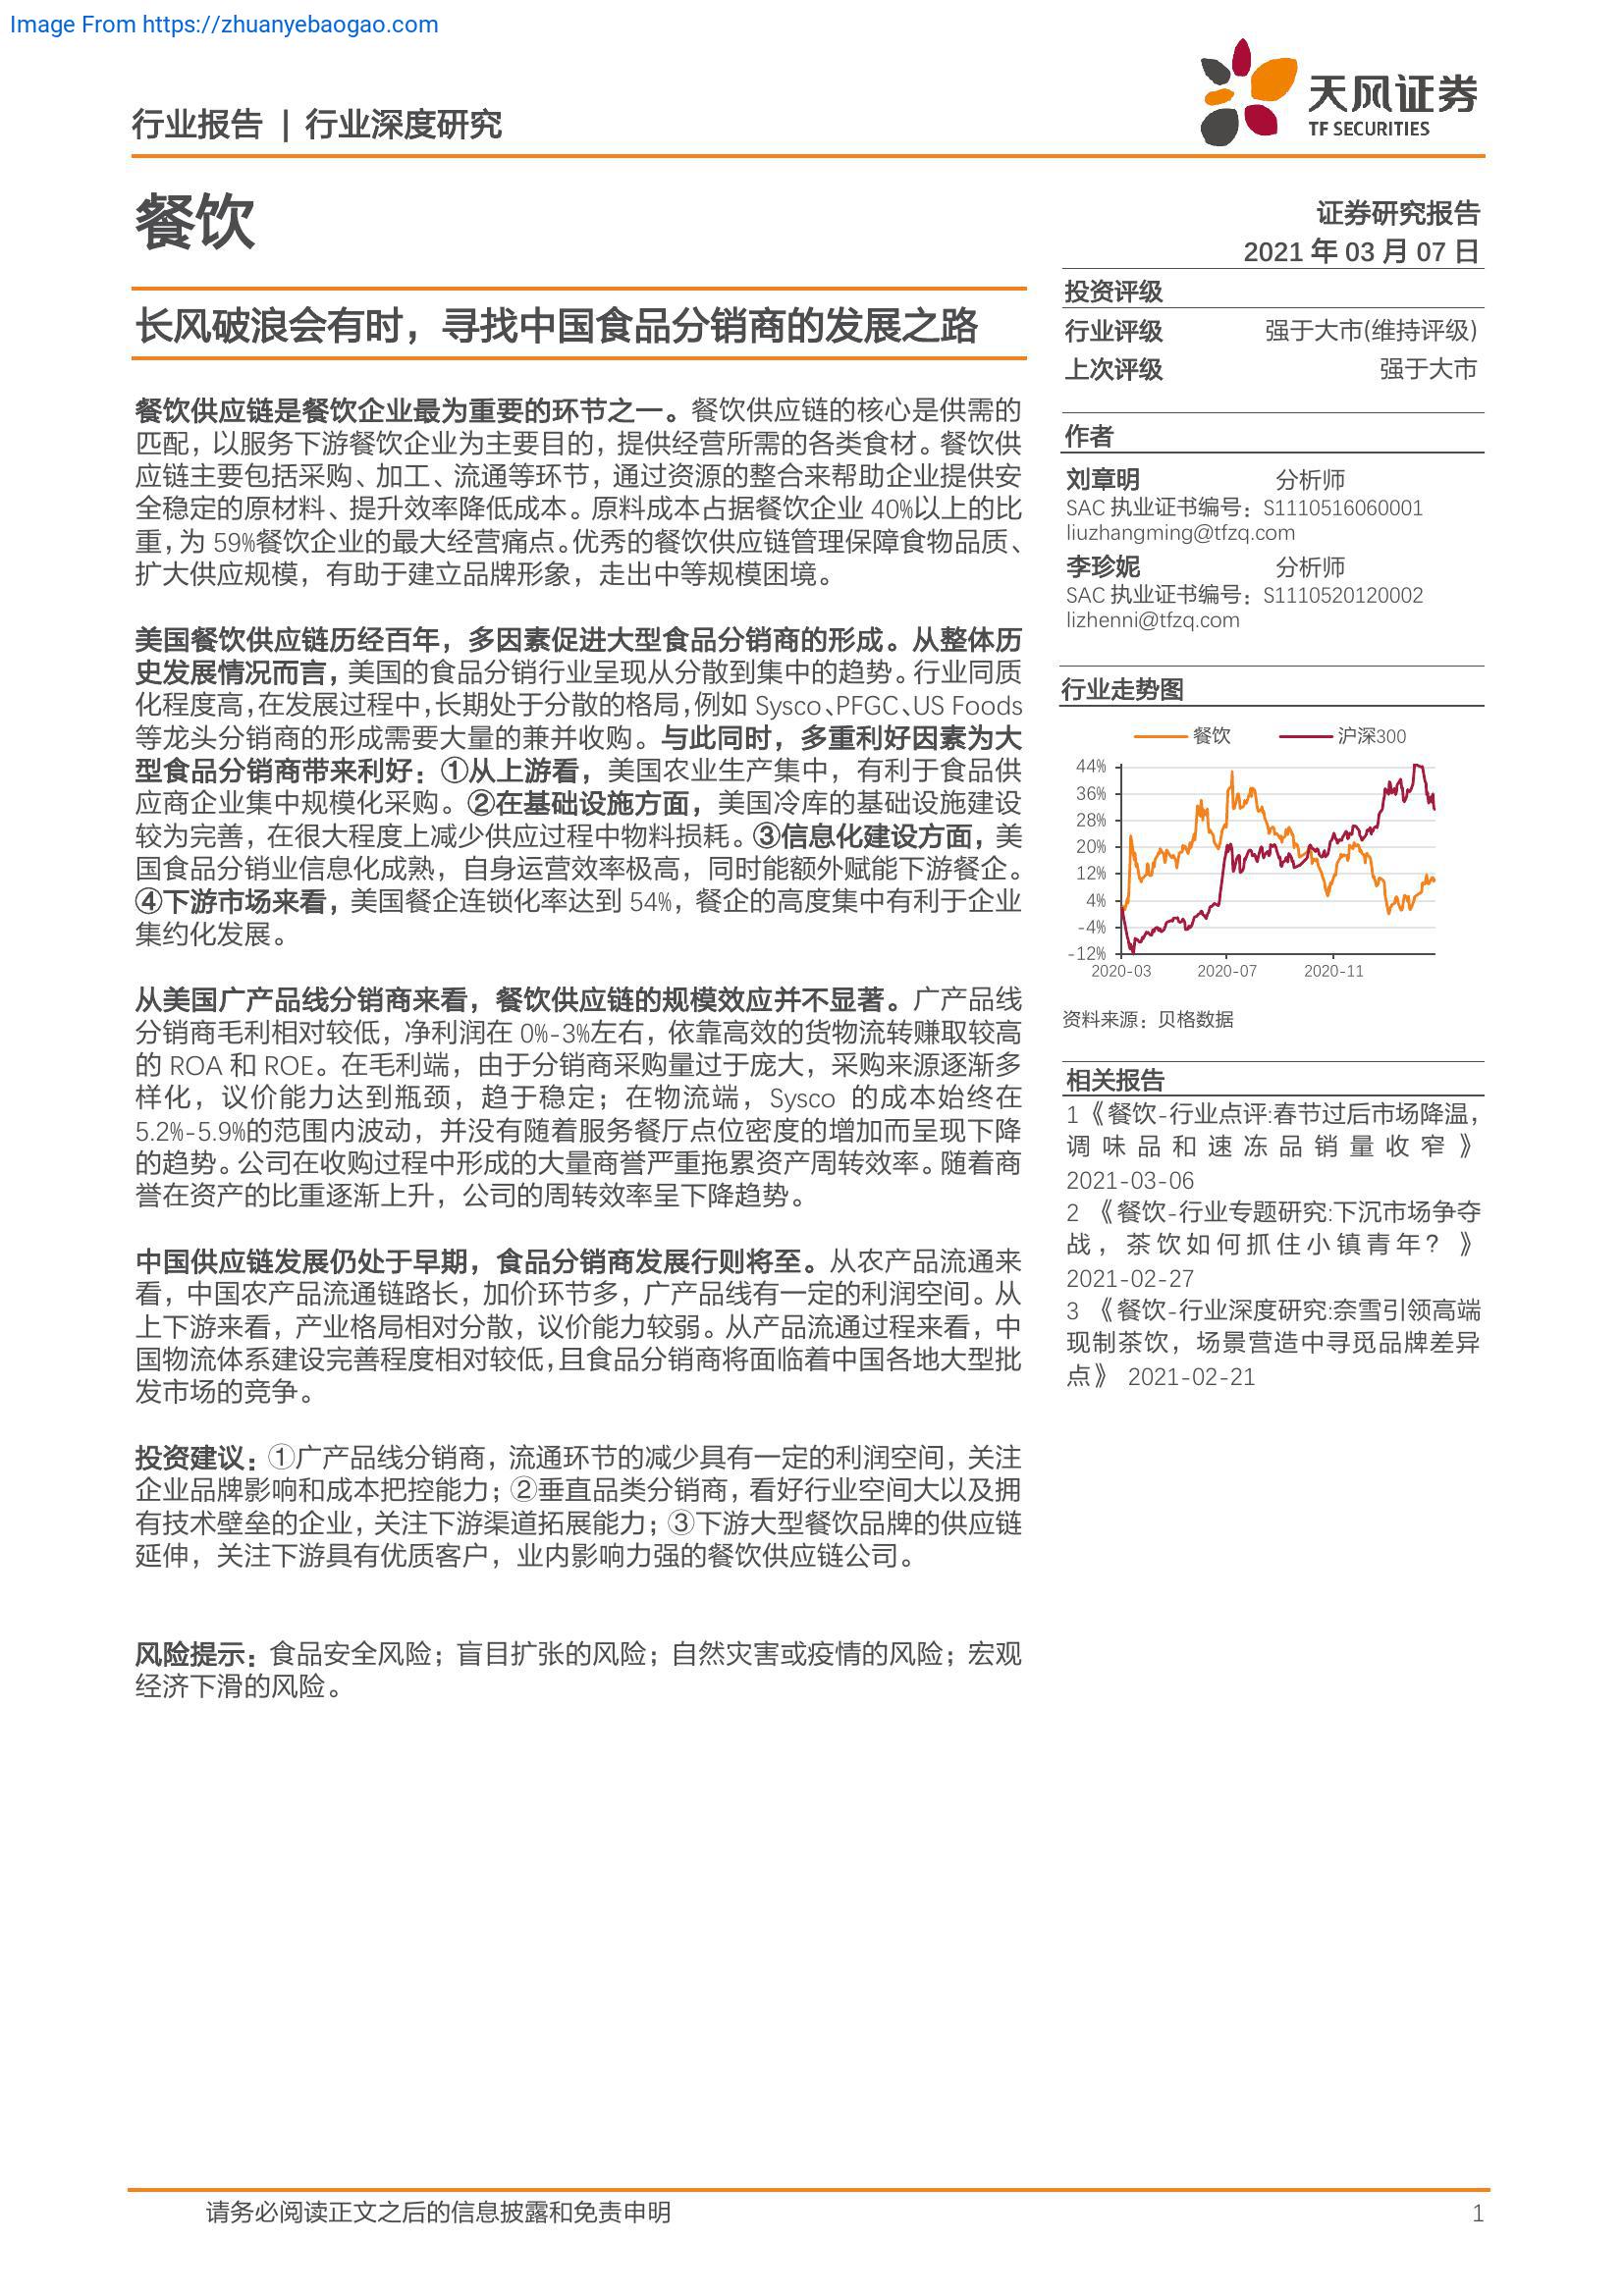 Image From https://zhuanyebaogao.com
行业报告 | 行业深度研究
天风证券
TF SECURITIES
餐饮
证券研究报告
2021 年 03 月 07 日
长风破浪会有时，寻找中国食品分销商的发展之路
餐饮供应链是餐饮企业最为重要的环节之一。餐饮供应链的核心是供需的
匹配，以服务下游餐饮企业为主要目的，提供经营所需的各类食材。餐饮供
应链主要包括采购、加工、流通等环节，通过资源的整合来帮助企业提供安
全稳定的原材料、提升效率降低成本。原料成本占据餐饮企业 40%以上的比
重，为 59%餐饮企业的最大经营痛点。优秀的餐饮供应链管理保障食物品质、
扩大供应规模，有助于建立品牌形象，走出中等规模困境。
美国餐饮供应链历经百年，多因素促进大型食品分销商的形成。从整体历
史发展情况而言，美国的食品分销行业呈现从分散到集中的趋势。行业同质
化程度高，在发展过程中，长期处于分散的格局，例如 Sysco、PFGC、US Foods
等龙头分销商的形成需要大量的兼并收购。与此同时，多重利好因素为大
型食品分销商带来利好：①从上游看，美国农业生产集中，有利于食品供
应商企业集中规模化采购。②在基础设施方面，美国冷库的基础设施建设
较为完善，在很大程度上减少供应过程中物料损耗。③信息化建设方面，美
国食品分销业信息化成熟，自身运营效率极高，同时能额外赋能下游餐企。
④下游市场来看，美国餐企连锁化率达到 54%，餐企的高度集中有利于企业
集约化发展。
从美国广产品线分销商来看，餐饮供应链的规模效应并不显著。广产品线
分销商毛利相对较低，净利润在 0%-3%左右，依靠高效的货物流转赚取较高
的 ROA 和 ROE。在毛利端，由于分销商采购量过于庞大，采购来源逐渐多
样化，议价能力达到瓶颈，趋于稳定；在物流端，Sysco 的成本始终在
5.2%-5.9%的范围内波动，并没有随着服务餐厅点位密度的增加而呈现下降
的趋势。公司在收购过程中形成的大量商誉严重拖累资产周转效率。随着商
誉在资产的比重逐渐上升，公司的周转效率呈下降趋势。
中国供应链发展仍处于早期，食品分销商发展行则将至。从农产品流通来
看，中国农产品流通链路长，加价环节多，广产品线有一定的利润空间。从
上下游来看，产业格局相对分散，议价能力较弱。从产品流通过程来看，中
国物流体系建设完善程度相对较低，且食品分销商将面临着中国各地大型批
发市场的竞争。
投资建议：①广产品线分销商，流通环节的减少具有一定的利润空间，关注
企业品牌影响和成本把控能力；②垂直品类分销商，看好行业空间大以及拥
有技术壁垒的企业，关注下游渠道拓展能力；③下游大型餐饮品牌的供应链
延伸，关注下游具有优质客户，业内影响力强的餐饮供应链公司。
风险提示：食品安全风险；盲目扩张的风险；自然灾害或疫情的风险；宏观
经济下滑的风险。
投资评级
行业评级 强于大市(维持评级)
上次评级 强于大市
作者
刘章明 分析师
SAC 执业证书编号：S1110516060001
liuzhangming@tfzq.com
李珍妮 分析师
SAC 执业证书编号：S1110520120002
lizhenni@tfzq.com
行业走势图
餐饮 沪深300
44%
36%
28%
20%
12%
4%
-4%
-12%
2020-03 2020-07 2020-11
资料来源：贝格数据
相关报告
1《餐饮-行业点评:春节过后市场降温，
调味品和速冻品销量收窄》
2021-03-06
2 《餐饮-行业专题研究:下沉市场争夺
战，茶饮如何抓住小镇青年？》
2021-02-27
3 《餐饮-行业深度研究:奈雪引领高端
现制茶饮，场景营造中寻觅品牌差异
点》 2021-02-21
请务必阅读正文之后的信息披露和免责申明 1